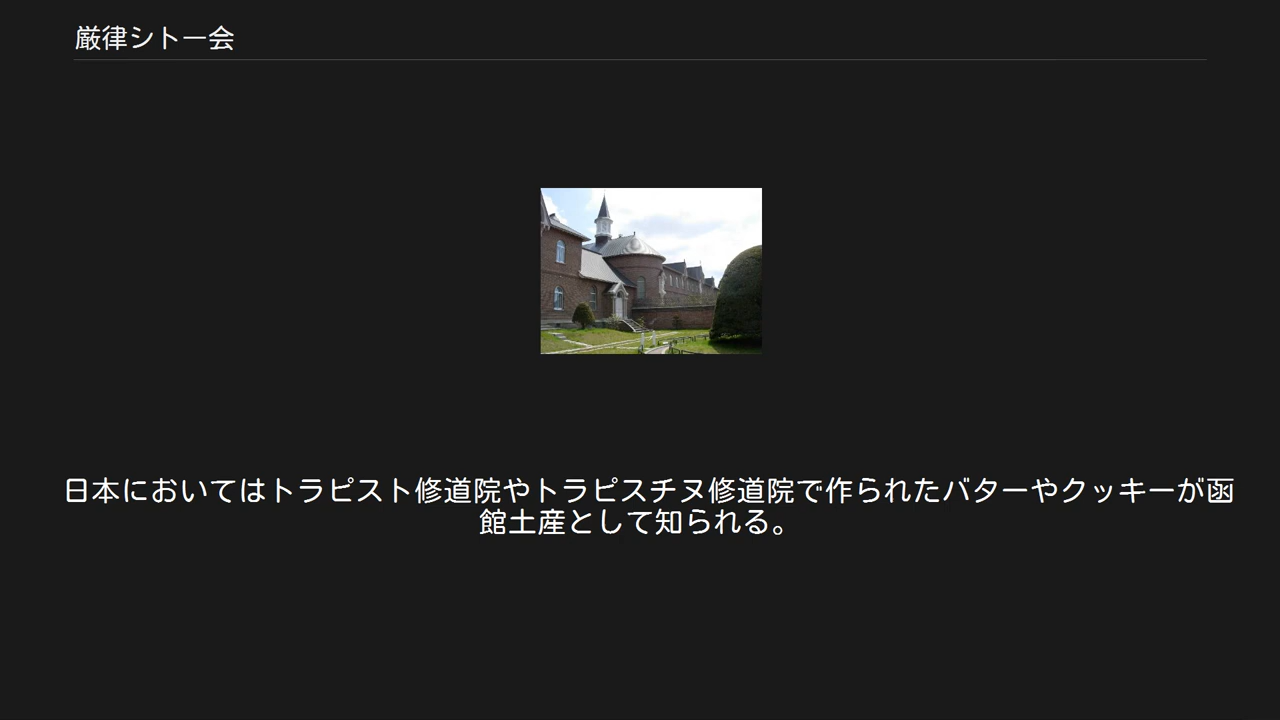 厳律シトー会
日本においてはトラピスト修道院やトラピスチヌ修道院で作られたバターやクッキーが函
館土産として知られる。